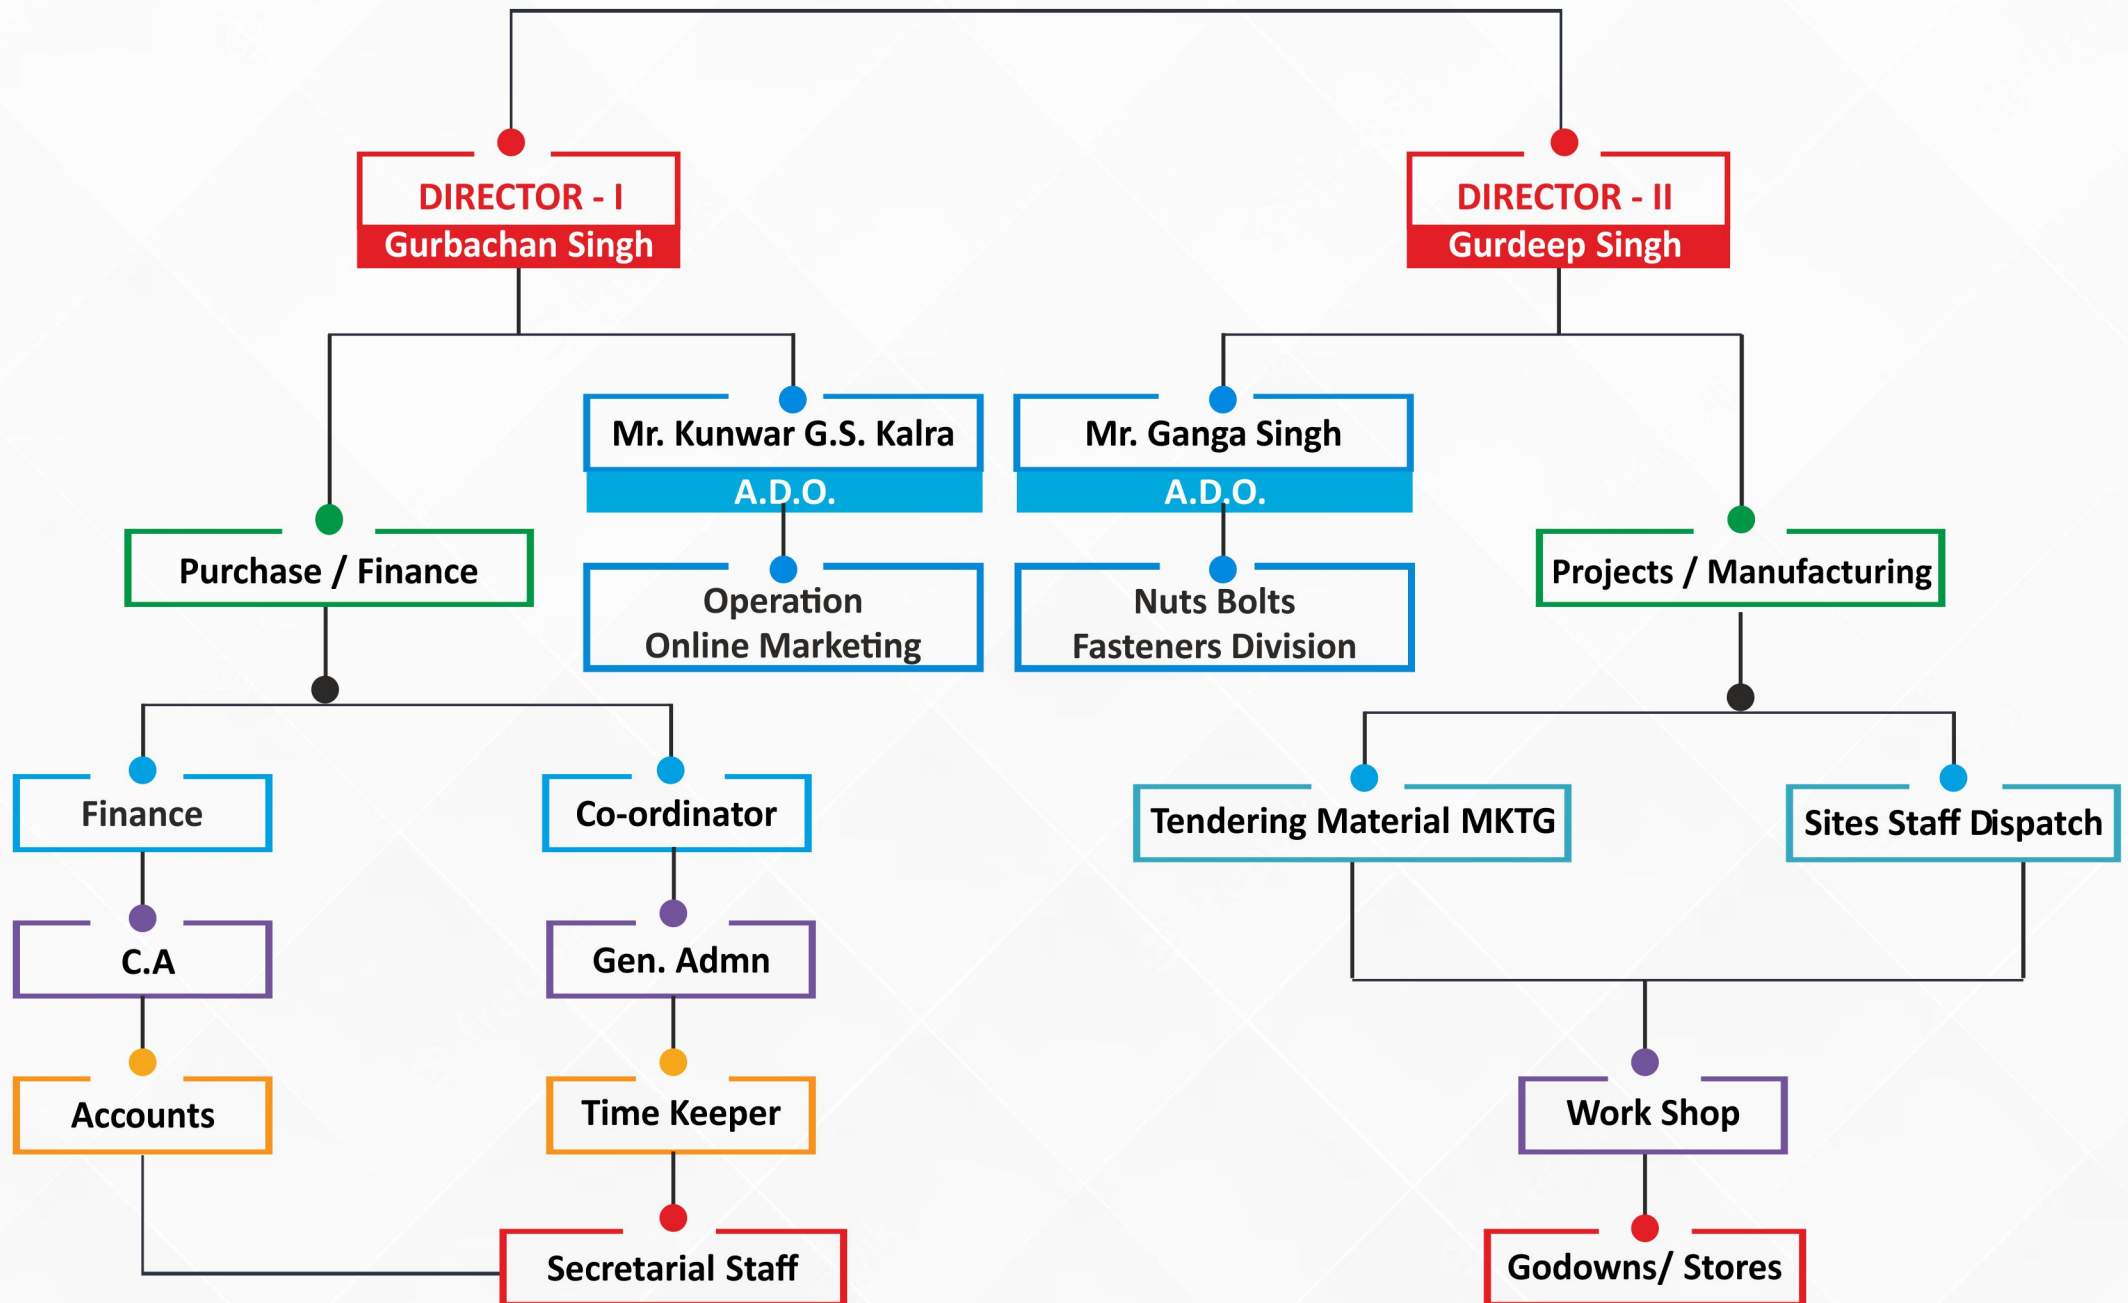 DIRECTOR - I
Gurbachan Singh
DIRECTOR - II
Gurdeep Singh
Mr. Kunwar G.S. Kalra
A.D.O.
Mr. Ganga Singh
A.D.O.
Purchase / Finance
Operation
Online Marketing
Nuts Bolts
Fasteners Division
Projects / Manufacturing
Finance
Co-ordinator
Tendering Material MKTG
Sites Staff Dispatch
C.A
Gen. Admn
Accounts
Time Keeper
Work Shop
Secretarial Staff
Godowns/ Stores